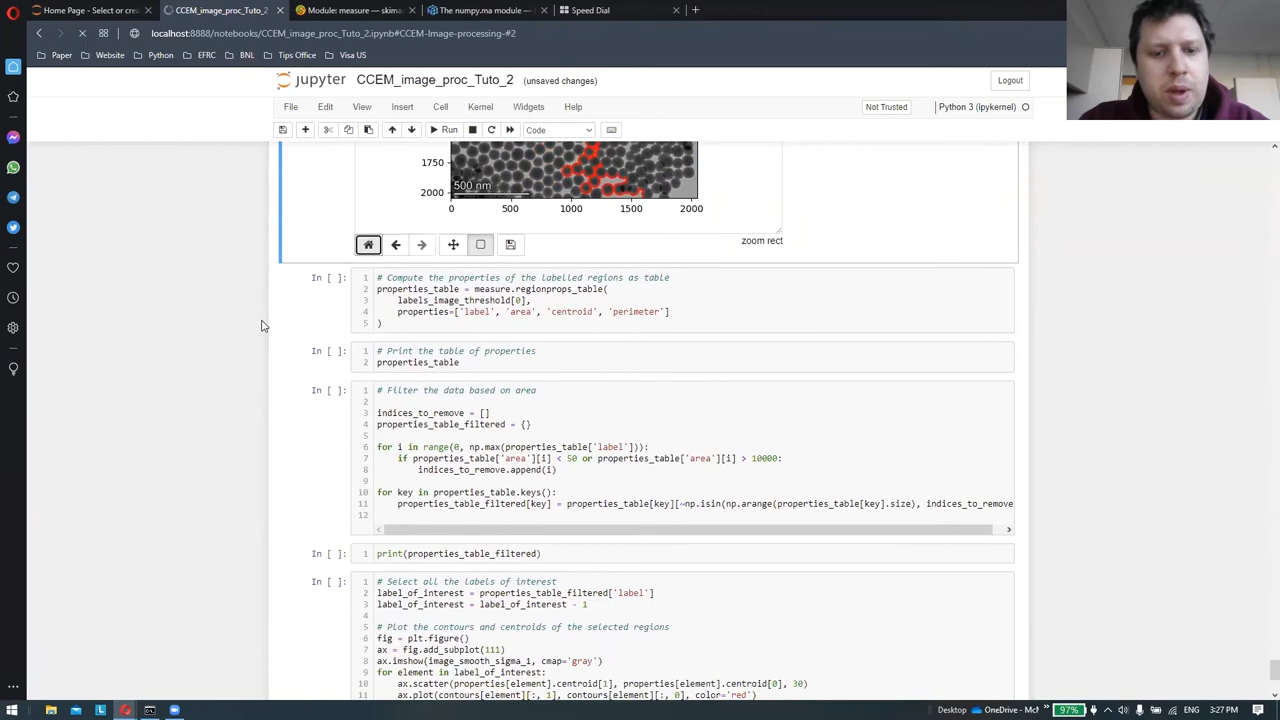 Home Page - Select or crea
CCEM_image_proc_Tuto_2
Module: measure — skima
The numpy.ma module —
Speed Dial
localhost:8888/notebooks/CCEM_image_proc_Tuto_2.ipynb#CCEM-Image-processing-#2
Paper
Website
Python
EFRC
BNL
Tips Office
Visa US
jupyter
CCEM_image_proc_Tuto_2
(unsaved changes)
Logout
File
Edit
View
Insert
Cell
Kernel
Widgets
Help
Not Trusted
Python 3 (ipykernel)
Run
Code
1750
2000
500 nm
0
500
1000
1500
2000
zoom rect
In [ ]:
1 # Compute the properties of the labelled regions as table
2 properties_table = measure.regionprops_table(
3 labels_image_threshold[0],
4 properties=['label', 'area', 'centroid', 'perimeter']
5 )
In [ ]:
1 # Print the table of properties
2 properties_table
In [ ]:
1 # Filter the data based on area
2
3 indices_to_remove = []
4 properties_table_filtered = {}
5
6 for i in range(0, np.max(properties_table['label'])):
7 if properties_table['area'][i] < 50 or properties_table['area'][i] > 10000:
8 indices_to_remove.append(i)
9
10 for key in properties_table.keys():
11 properties_table_filtered[key] = properties_table[key][~np.isin(np.arange(properties_table[key].size), indices_to_remove
12
In [ ]:
1 print(properties_table_filtered)
In [ ]:
1 # Select all the labels of interest
2 label_of_interest = properties_table_filtered['label']
3 label_of_interest = label_of_interest - 1
4
5 # Plot the contours and centroids of the selected regions
6 fig = plt.figure()
7 ax = fig.add_subplot(111)
8 ax.imshow(image_smooth_sigma_1, cmap='gray')
9 for element in label_of_interest:
10 ax.scatter(properties[element].centroid[1], properties[element].centroid[0], 30)
11 ax.plot(contours[element][:, 1], contours[element][:, 0], color='red')
Desktop
OneDrive - McM
97%
ENG
3:27 PM